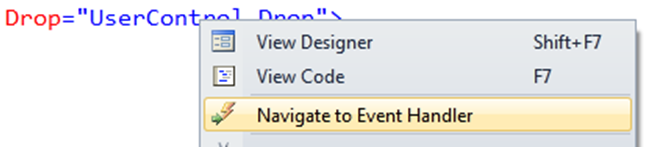 Drop="UserControl_Drop">
View Designer Shift+F7
View Code F7
Navigate to Event Handler